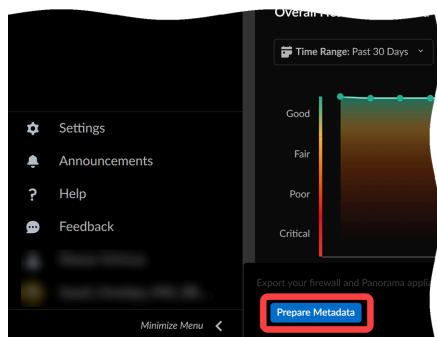 Overall
Time Range: Past 30 Days
Good
Fair
Poor
Critical
Settings
Announcements
Help
Feedback
Minimize Menu
Export your firewall and Panorama
Prepare Metadata